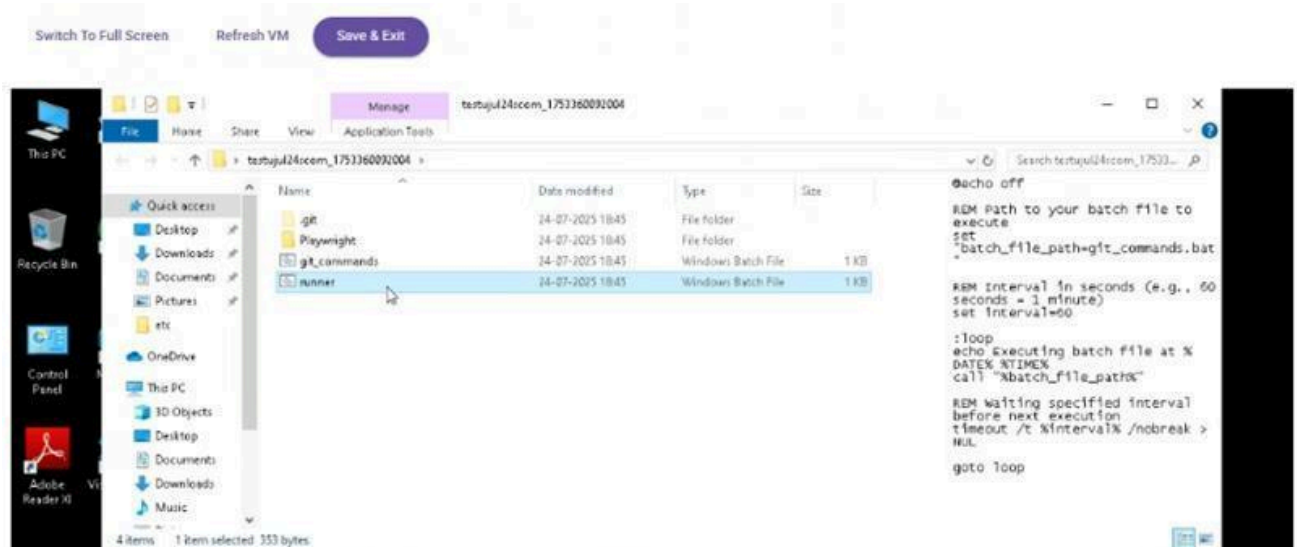 Switch To Full Screen Refresh VM Save & Exit
Manage testujul24scom_1753360092004
File Home Share View Application Tools
testujul24scom_1753360092004
Search testujul24scom_17533...
This PC
Recycle Bin
Control Panel
Adobe Reader XI
Quick access
Desktop
Downloads
Documents
Pictures
etc
OneDrive
This PC
3D Objects
Desktop
Documents
Downloads
Music
Name Date modified Type Size
.git 24-07-2025 18:45 File folder
Playwright 24-07-2025 18:45 File folder
git_commands 24-07-2025 18:45 Windows Batch File 1 KB
runner 24-07-2025 18:45 Windows Batch File 1 KB
@echo off
REM Path to your batch file to
execute
set
"batch_file_path=git_commands.bat
"
REM Interval in seconds (e.g., 60
seconds = 1 minute)
set interval=60
:loop
echo Executing batch file at %
DATE% %TIME%
call "%batch_file_path%"
REM Waiting specified interval
before next execution
timeout /t %interval% /nobreak >
NUL
goto loop
4 items 1 item selected 353 bytes